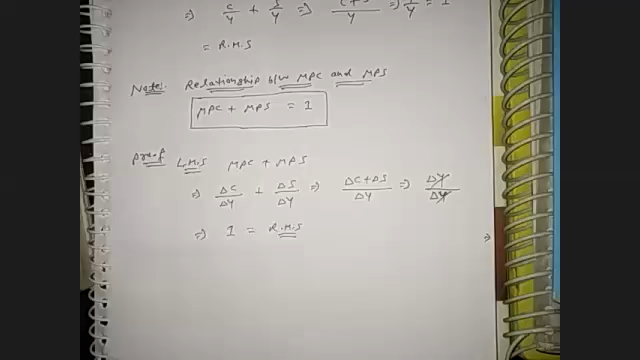 ⇒ C/Y + S/Y ⇒ C+S/Y ⇒ Y/Y = 1
= R.H.S
Note: Relationship b/w MPC and MPS
MPC + MPS = 1
Proof L.H.S MPC + MPS
⇒ ΔC/ΔY + ΔS/ΔY ⇒ ΔC+ΔS/ΔY ⇒ ΔY/ΔY
⇒ 1 = R.H.S
⇒